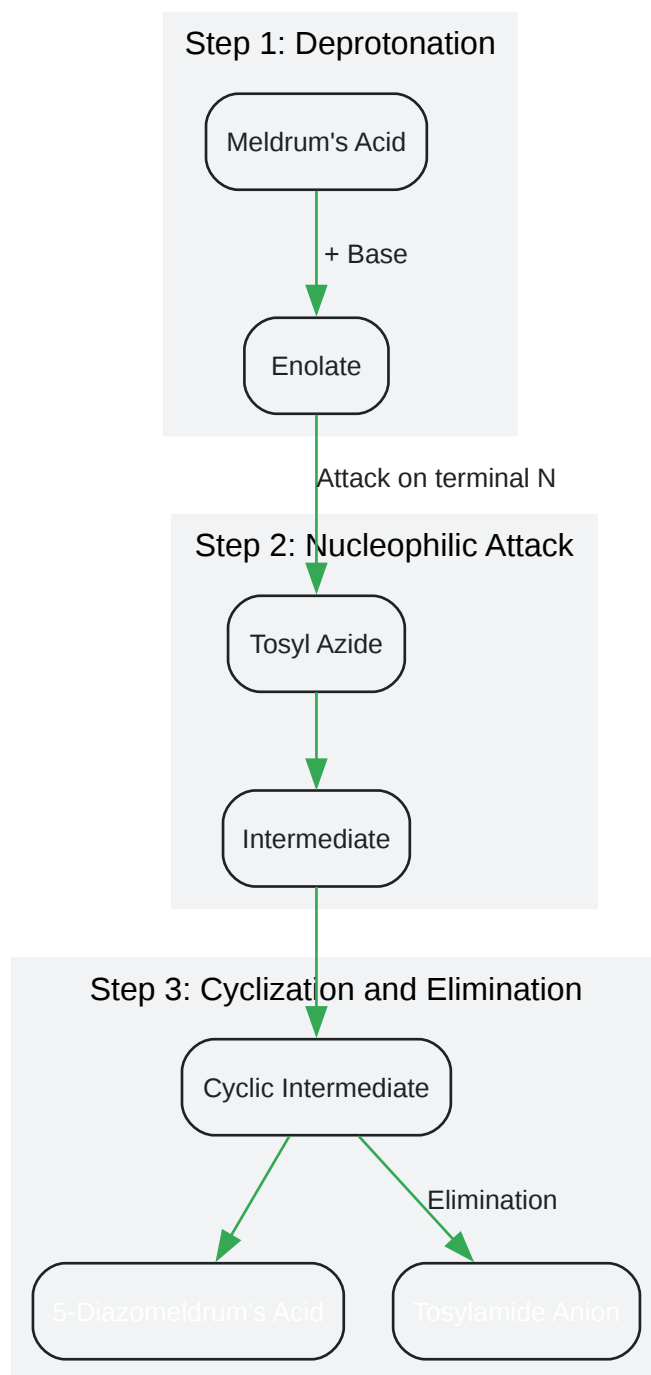 Step 1: Deprotonation
Meldrum's Acid
+ Base
Enolate
Attack on terminal N
Step 2: Nucleophilic Attack
Tosyl Azide
Intermediate
Step 3: Cyclization and Elimination
Cyclic Intermediate
Elimination
5-Diazomeldrum's Acid
Tosylamide Anion